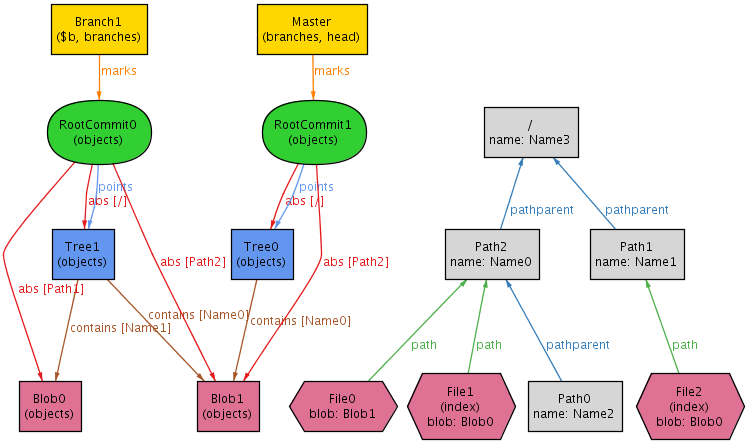 Branch1
($b, branches)
Master
(branches, head)
marks
marks
RootCommit0
(objects)
RootCommit1
(objects)
/
name: Name3
points
abs [/]
points
abs [/]
pathparent
pathparent
Tree1
(objects)
Tree0
(objects)
Path2
name: Name0
Path1
name: Name1
abs [Path1]
abs [Path2]
abs [Path2]
contains [Name1]
contains [Name0]
contains [Name0]
path
path
pathparent
path
Blob0
(objects)
Blob1
(objects)
File0
blob: Blob1
File1
(index)
blob: Blob0
Path0
name: Name2
File2
(index)
blob: Blob0